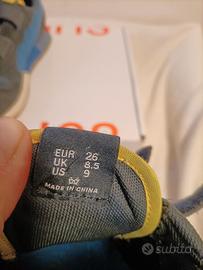 EUR 26
UK 8.5
US 9
MADE IN CHINA
subito